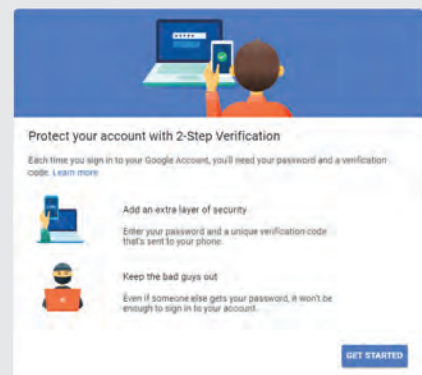 Protect your account with 2-Step Verification
Each time you sign in to your Google Account, you'll need your password and a verification
code. Learn more
Add an extra layer of security
Enter your password and a unique verification code
that's sent to your phone.
Keep the bad guys out
Even if someone else gets your password, it won't be
enough to sign in to your account.
GET STARTED